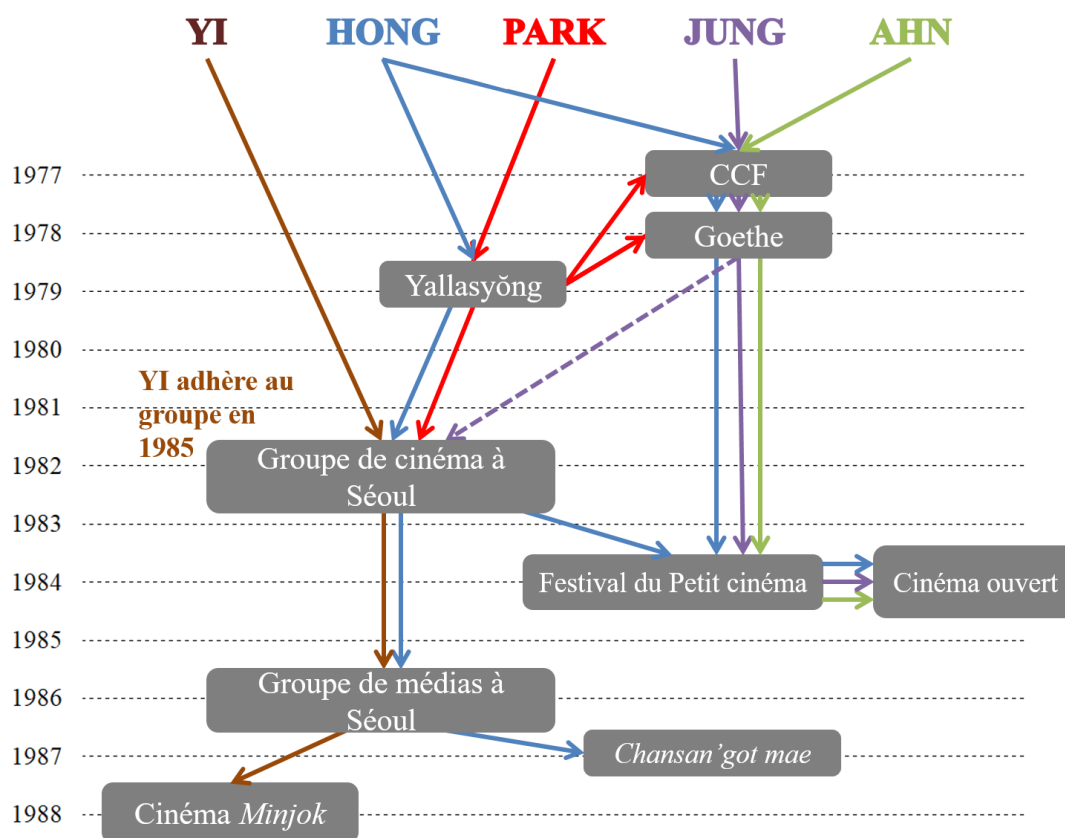 YI HONG PARK JUNG AHN
1977
CCF
1978
Goethe
1979
Yallasyŏng
1980
YI adhère au
groupe en
1985
1981
1982
Groupe de cinéma à
Séoul
1983
1984
Festival du Petit cinéma
Cinéma ouvert
1985
1986
Groupe de médias à
Séoul
1987
Chansan’got mae
1988
Cinéma Minjok